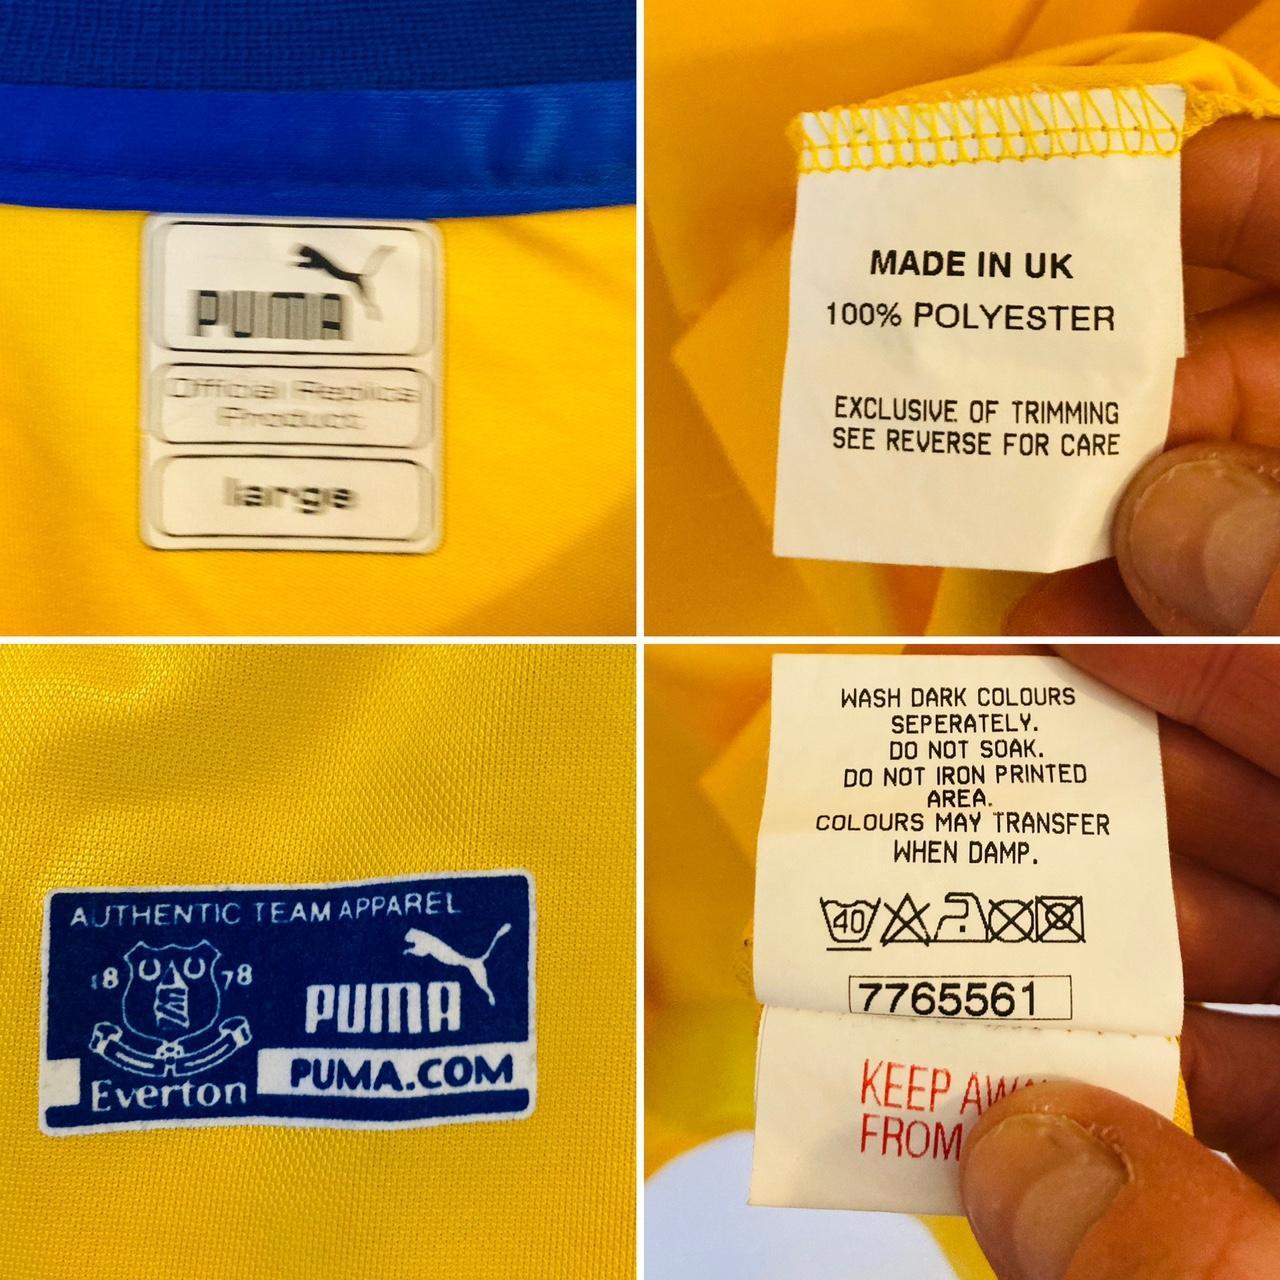 PUMA
Official Replica
Product
large
MADE IN UK
100% POLYESTER
EXCLUSIVE OF TRIMMING
SEE REVERSE FOR CARE
AUTHENTIC TEAM APPAREL
18 78
PUMA
PUMA.COM
Everton
WASH DARK COLOURS
SEPERATELY.
DO NOT SOAK.
DO NOT IRON PRINTED
AREA.
COLOURS MAY TRANSFER
WHEN DAMP.
40
7765561
KEEP
FROM